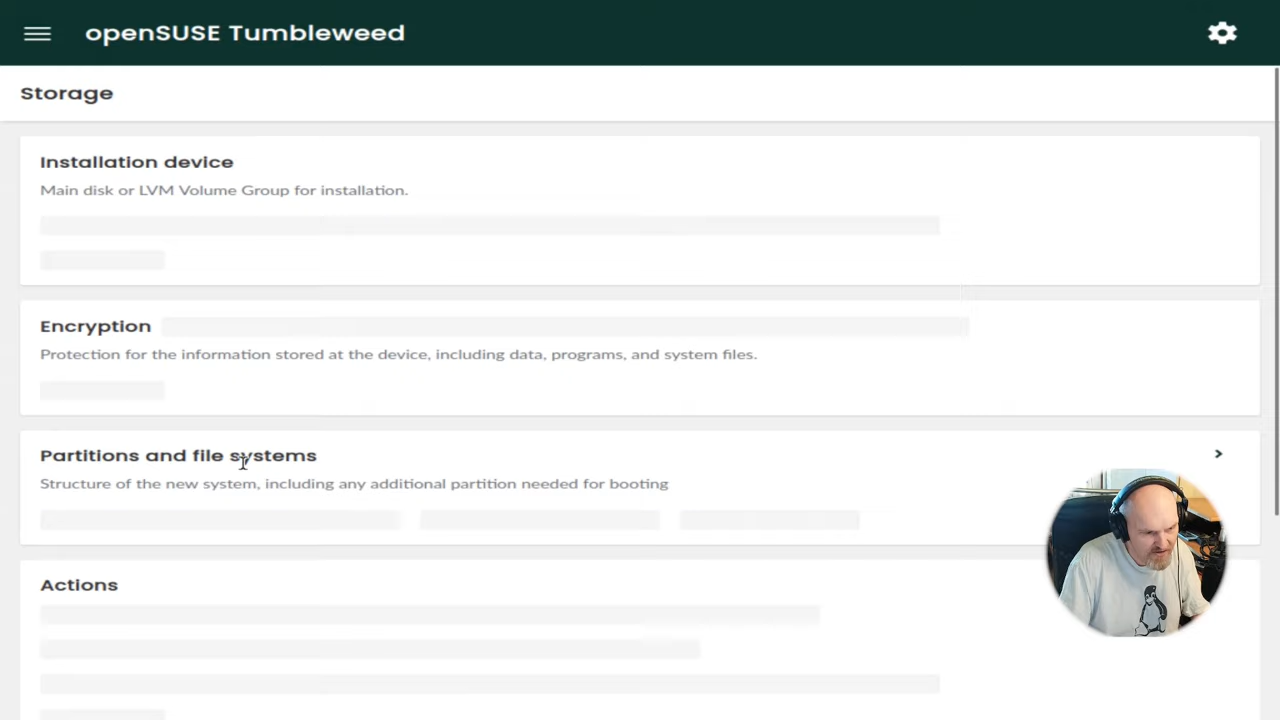 openSUSE Tumbleweed
Storage
Installation device
Main disk or LVM Volume Group for installation.
Encryption
Protection for the information stored at the device, including data, programs, and system files.
Partitions and file systems
Structure of the new system, including any additional partition needed for booting
Actions